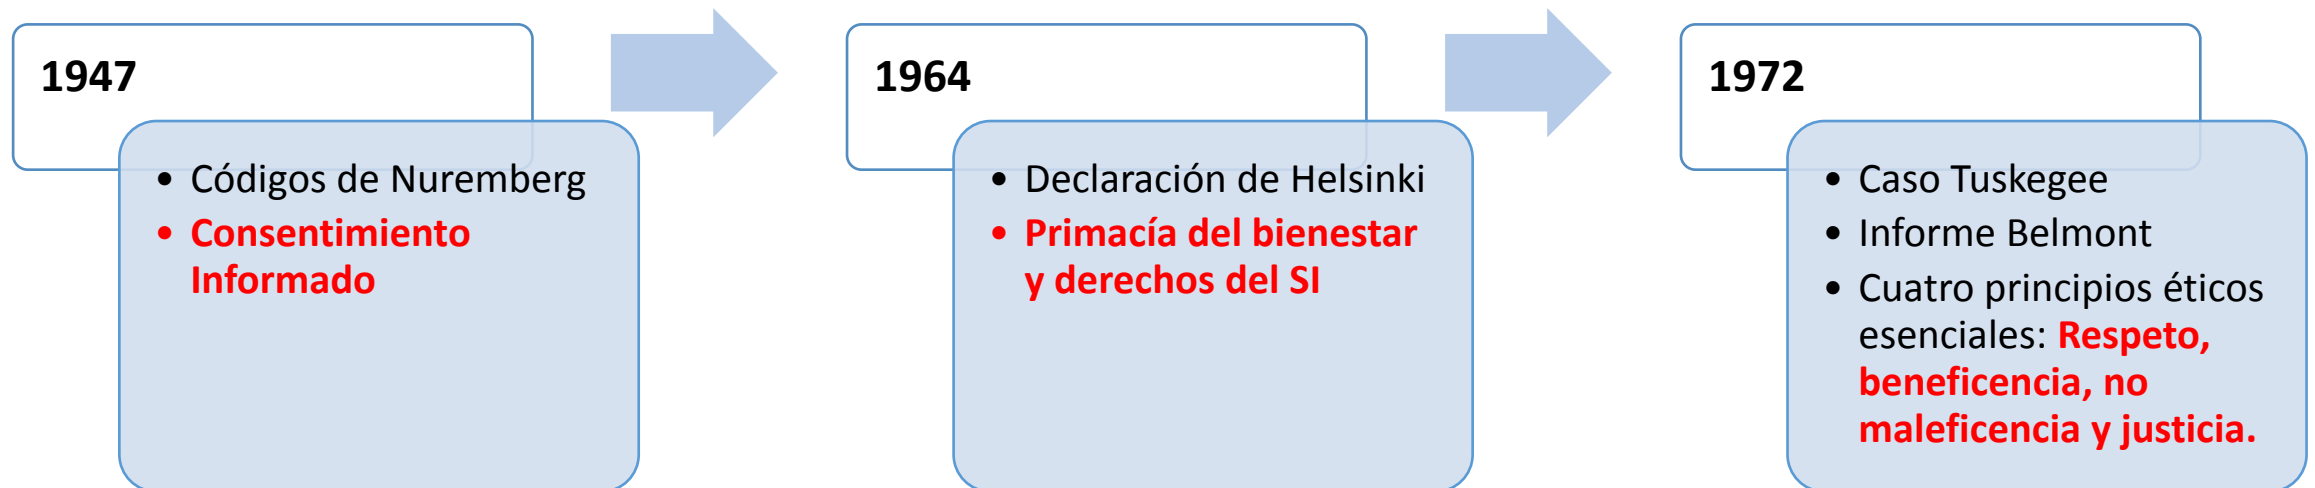 1947
• Códigos de Nuremberg
• Consentimiento
Informado
1964
• Declaración de Helsinki
• Primacía del bienestar
y derechos del SI
1972
• Caso Tuskegee
• Informe Belmont
• Cuatro principios éticos
esenciales: Respeto,
beneficencia, no
maleficencia y justicia.